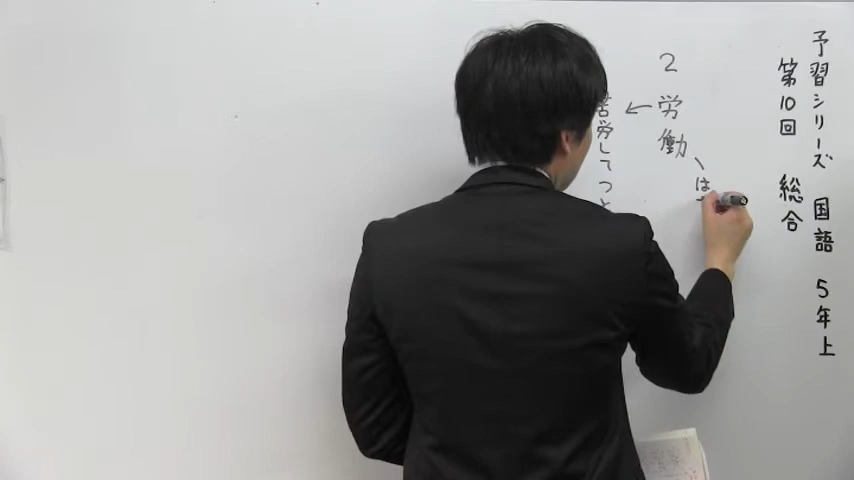 予習シリーズ 国語 5年上
第10回 総合
2 労働
は
苦労してつと